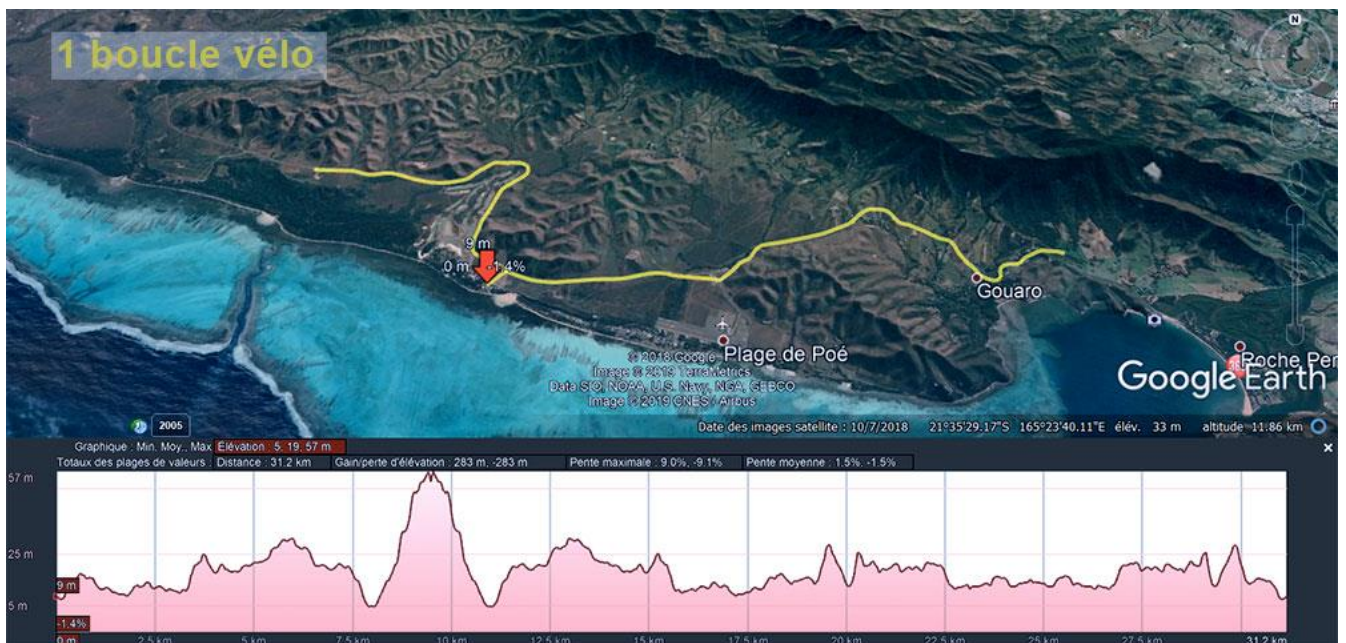 1 boucle vélo
N
9 m
0 m -1.4%
Gouaro
Plage de Poé
Roche Per
© 2018 Google
Image © 2019 TerraMetrics
Data SIO, NOAA, U.S. Navy, NGA, GEBCO
Image © 2019 CNES / Airbus
Google Earth
2005
Date des images satellite : 10/7/2018 21°35'29.17"S 165°23'40.11"E élév. 33 m altitude 11.86 km
Graphique : Min. Moy., Max Élévation : 5, 19, 57 m
Totaux des plages de valeurs : Distance : 31.2 km Gain/perte d'élévation : 283 m, -283 m Pente maximale : 9.0%, -9.1% Pente moyenne : 1.5%, -1.5%
57 m
25 m
9 m
5 m
-1.4%
0 m 2.5 km 5 km 7.5 km 10 km 12.5 km 15 km 17.5 km 20 km 22.5 km 25 km 27.5 km 31.2 km